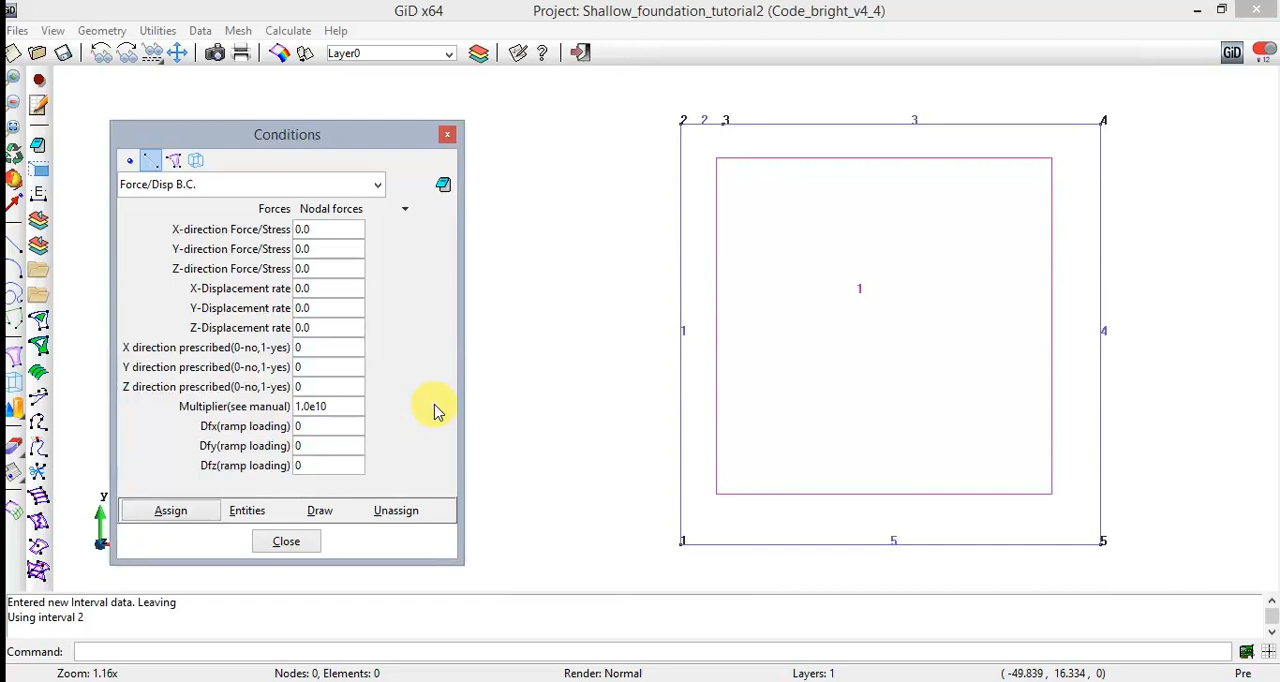 GiD
GiD x64
Project: Shallow_foundation_tutorial2 (Code_bright_v4_4)
Files View Geometry Utilities Data Mesh Calculate Help
Layer0
GiD
v 12
Conditions
Force/Disp B.C.
Forces Nodal forces
X-direction Force/Stress 0.0
Y-direction Force/Stress 0.0
Z-direction Force/Stress 0.0
X-Displacement rate 0.0
Y-Displacement rate 0.0
Z-Displacement rate 0.0
X direction prescribed(0-no,1-yes) 0
Y direction prescribed(0-no,1-yes) 0
Z direction prescribed(0-no,1-yes) 0
Multiplier(see manual) 1.0e10
Dfx(ramp loading) 0
Dfy(ramp loading) 0
Dfz(ramp loading) 0
Assign Entities Draw Unassign
Close
2 2 3 3 4
1
1 4
1 5 5
y
z
Entered new Interval data. Leaving
Using interval 2
Command:
Zoom: 1.16x Nodes: 0, Elements: 0 Render: Normal Layers: 1 ( -49.839 , 16.334 , 0) Pre